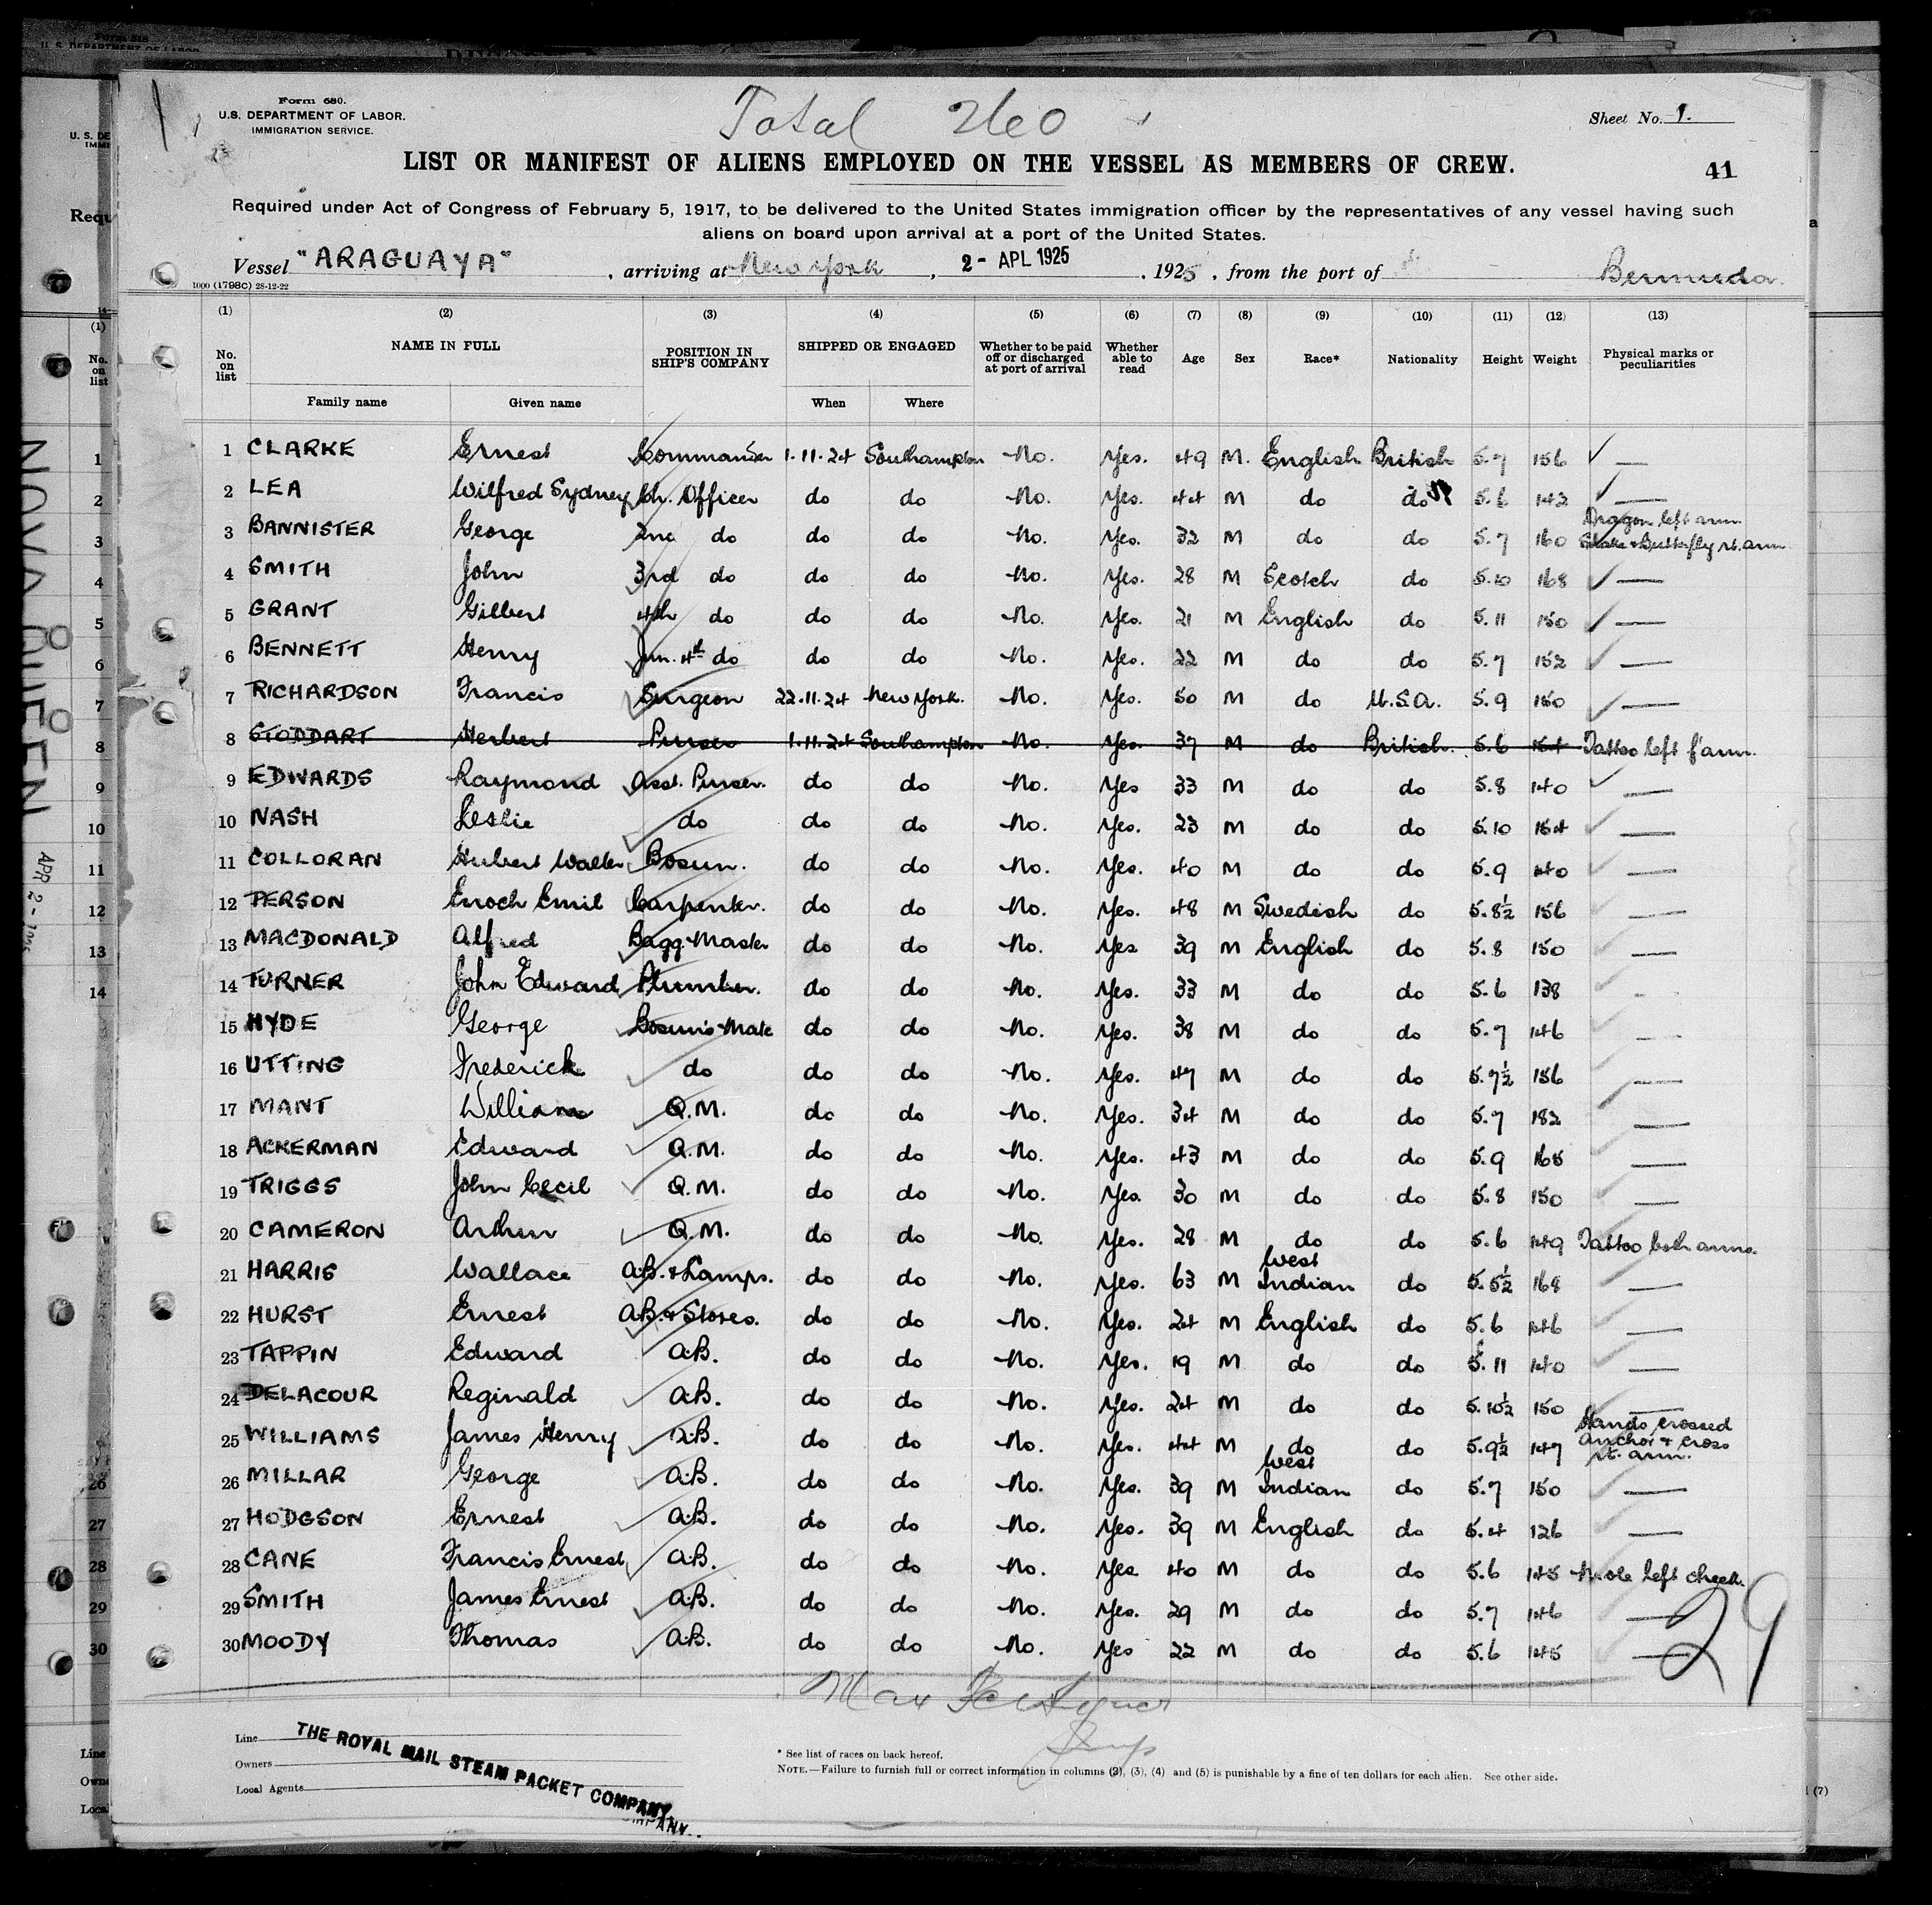 Form 680.
U.S. DEPARTMENT OF LABOR.
IMMIGRATION SERVICE.
Total 260
Sheet No. 1.
LIST OR MANIFEST OF ALIENS EMPLOYED ON THE VESSEL AS MEMBERS OF CREW.
41
Required under Act of Congress of February 5, 1917, to be delivered to the United States immigration officer by the representatives of any vessel having such
aliens on board upon arrival at a port of the United States.
Vessel "ARAGUAYA", arriving at New York, 2- APL 1925, 1925, from the port of Bermuda.
1000 (1798C) 28-12-22
(1) (2) (3) (4) (5) (6) (7) (8) (9) (10) (11) (12) (13)
No. on list NAME IN FULL POSITION IN SHIP'S COMPANY SHIPPED OR ENGAGED Whether to be paid off or discharged at port of arrival Whether able to read Age Sex Race* Nationality Height Weight Physical marks or peculiarities
Family name Given name When Where
1 CLARKE Ernest Commander 1.11.24 Southampton No. Yes. 49 M. English British 5.7 156 —
2 LEA Wilfred Sydney Ch. Officer do do No. Yes. 44 M do do 5.6 142 —
3 BANNISTER George 2nd do do do No. Yes. 32 M do do 5.7 160 Dragon left arm Snake & Butterfly rt. arm
4 SMITH John 3rd do do do No. Yes. 28 M Scotch do 5.10 168 —
5 GRANT Gilbert 4th do do do No. Yes. 21 M English do 5.11 150 —
6 BENNETT Henry Jun. 4th do do do No. Yes. 22 M do do 5.7 152 —
7 RICHARDSON Francis Surgeon 22.11.24 New York. No. Yes. 50 M do U.S.A. 5.9 150 —
8 STODDART Herbert Purser 1.11.24 Southampton No. Yes. 37 M do British. 5.6 154 Tattoo left f'arm.
9 EDWARDS Raymond Asst. Purser. do do No. Yes 33 M do do 5.8 140 —
10 NASH Leslie do do do No. Yes. 23 M do do 5.10 154 —
11 COLLORAN Hubert Walter Bosun. do do No. Yes. 40 M do do 5.9 140 —
12 PERSON Enoch Emil Carpenter. do do No. Yes. 48 M Swedish do 5.8½ 156 —
13 MACDONALD Alfred Bagg. Master do do No. Yes 39 M English do 5.8 150 —
14 TURNER John Edward Plumber. do do No. Yes. 33 M do do 5.6 138
15 HYDE George Bosun's Mate do do No. Yes. 38 M do do 5.7 146 —
16 UTTING Frederick do do do No. Yes. 47 M do do 5.7½ 156 —
17 MANT William Q.M. do do No. Yes. 34 M do do 5.7 182 —
18 ACKERMAN Edward Q.M. do do No. Yes. 43 M do do 5.9 165 —
19 TRIGGS John Cecil Q.M. do do No. Yes. 30 M do do 5.8 150 —
20 CAMERON Arthur Q.M. do do No. Yes. 28 M do do 5.6 149 Tattoo both arms.
21 HARRIS Wallace A.B. & Lamps. do do No. Yes. 63 M West Indian do 5.5½ 168 —
22 HURST Ernest A.B. & Stores. do do No. Yes. 24 M English do 5.6 146 —
23 TAPPIN Edward A.B. do do No. Yes. 19 M do do 5.11 140 —
24 DELACOUR Reginald A.B. do do No. Yes. 24 M do do 5.10½ 150 —
25 WILLIAMS James Henry A.B. do do No. Yes. 44 M do do 5.9½ 147 Hands crossed anchor & cross rt. arm.
26 MILLAR George A.B. do do No. Yes. 39 M West Indian do 5.7 150 —
27 HODGSON Ernest A.B. do do No. Yes. 39 M English do 5.4 126 —
28 CANE Francis Ernest A.B. do do No. Yes 40 M do do 5.6 145 Mole left cheek.
29 SMITH James Ernest A.B. do do No. Yes. 29 M do do 5.7 146 —
30 MOODY Thomas A.B. do do No. Yes 22 M do do 5.6 145 —
29
Line
Owners
Local Agents
THE ROYAL MAIL STEAM PACKET COMPANY.
* See list of races on back hereof.
NOTE.—Failure to furnish full or correct information in columns (2), (3), (4) and (5) is punishable by a fine of ten dollars for each alien. See other side.